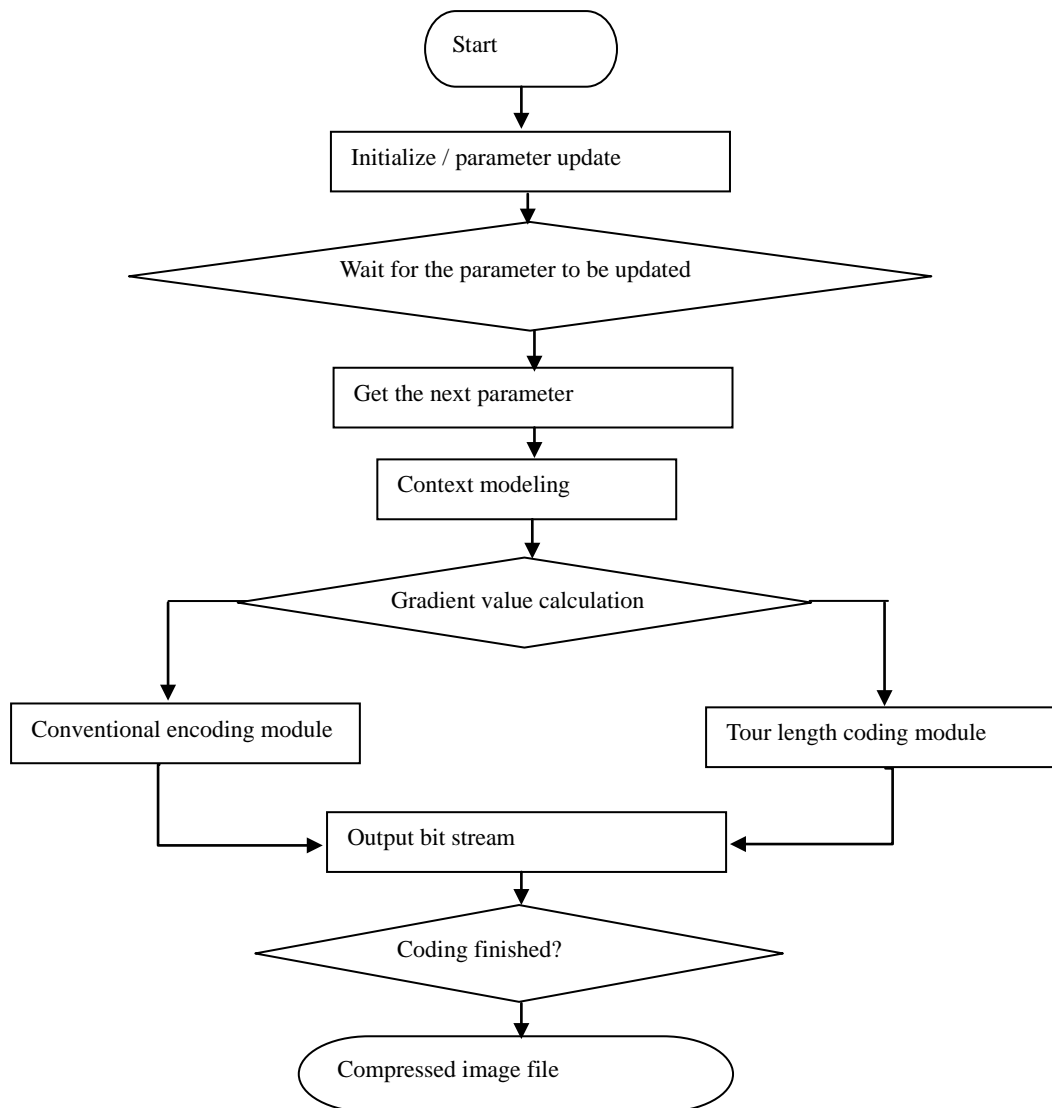 Start
Initialize / parameter update
Wait for the parameter to be updated
Get the next parameter
Context modeling
Gradient value calculation
Conventional encoding module
Tour length coding module
Output bit stream
Coding finished?
Compressed image file